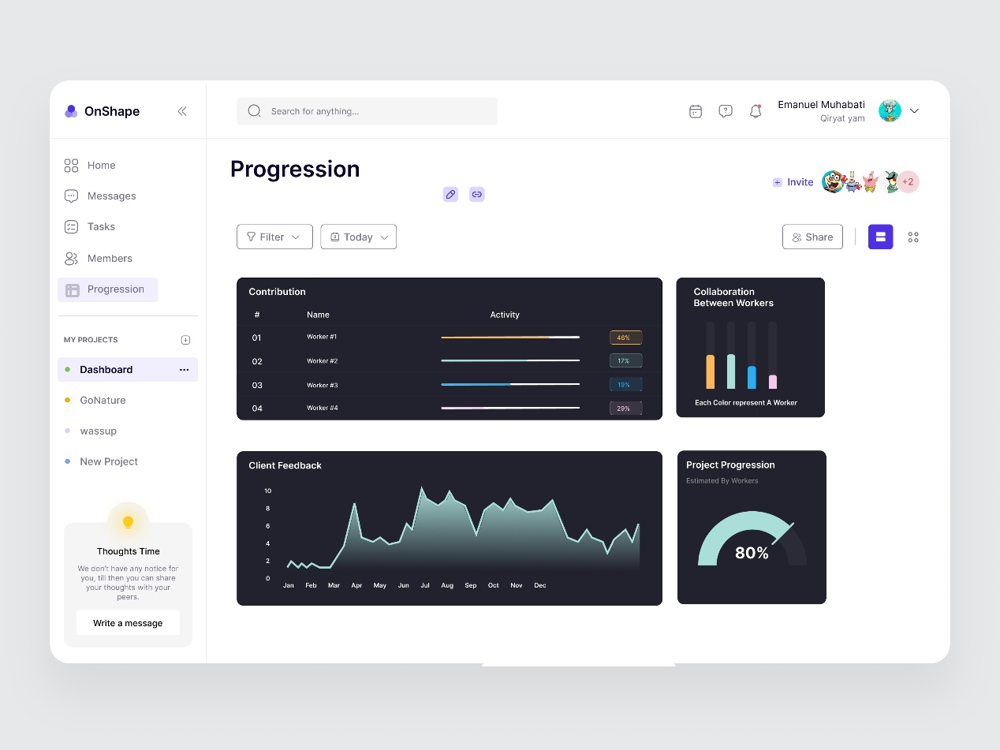 OnShape
Search for anything...
Emanuel Muhabati
Qiryat yam
Home
Messages
Tasks
Members
Progression
MY PROJECTS
Dashboard
GoNature
wassup
New Project
Thoughts Time
We don't have any notice for
you, till then you can share
your thoughts with your
peers.
Write a message
Progression
Invite
+2
Filter
Today
Share
Contribution
# Name Activity
01 Worker #1 46%
02 Worker #2 17%
03 Worker #3 19%
04 Worker #4 29%
Collaboration
Between Workers
Each Color represent A Worker
Client Feedback
10
8
6
4
2
0
Jan Feb Mar Apr May Jun Jul Aug Sep Oct Nov Dec
Project Progression
Estimated By Workers
80%